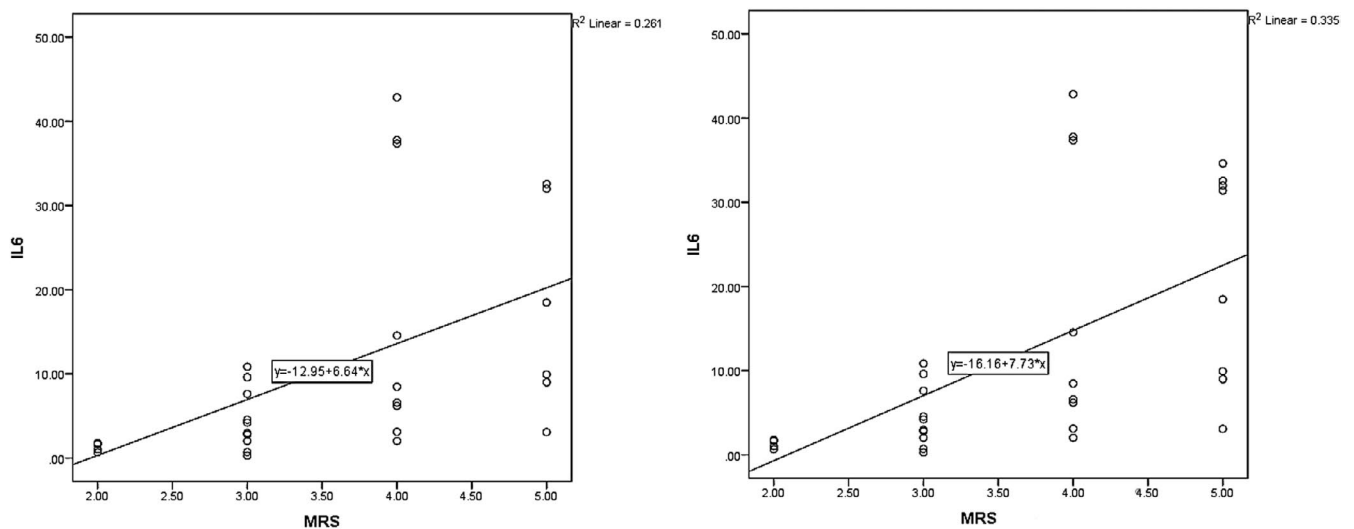 R² Linear = 0.261
50.00
40.00
30.00
20.00
10.00
.00
IL6
y=-12.95+6.64*x
2.00 2.50 3.00 3.50 4.00 4.50 5.00
MRS
R² Linear = 0.335
50.00
40.00
30.00
20.00
10.00
.00
IL6
y=-16.16+7.73*x
2.00 2.50 3.00 3.50 4.00 4.50 5.00
MRS